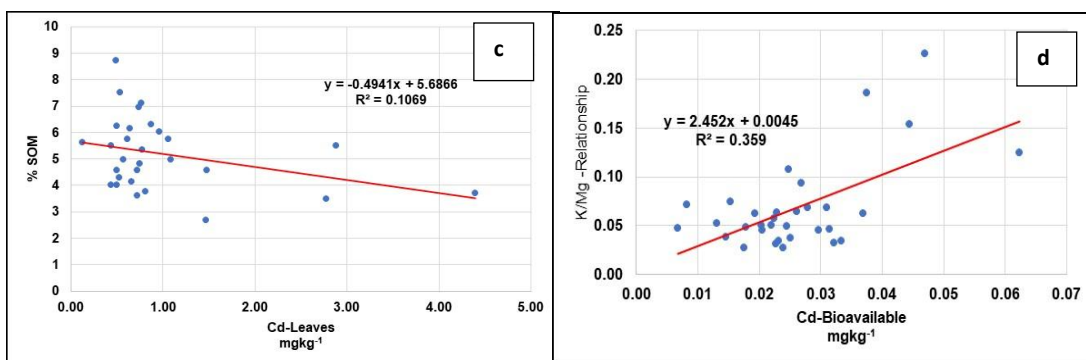 c
10
9
8
7
6
5
4
3
2
1
0
% SOM
y = -0.4941x + 5.6866
R² = 0.1069
0.00 1.00 2.00 3.00 4.00 5.00
Cd-Leaves
mgkg⁻¹
d
0.25
0.20
0.15
0.10
0.05
0.00
K/Mg -Relationship
y = 2.452x + 0.0045
R² = 0.359
0.00 0.01 0.02 0.03 0.04 0.05 0.06 0.07
Cd-Bioavailable
mgkg⁻¹